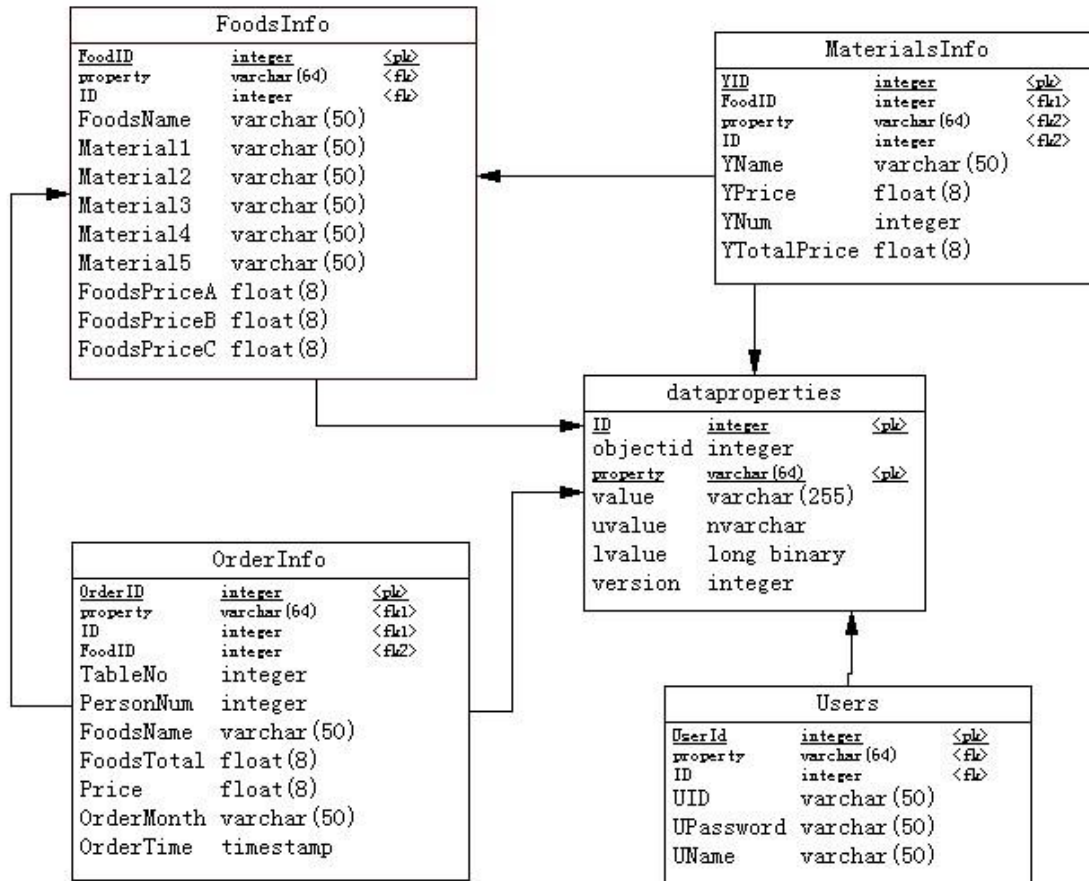 FoodsInfo
FoodID integer <pk>
property varchar(64) <fk>
ID integer <fk>
FoodsName varchar(50)
Material1 varchar(50)
Material2 varchar(50)
Material3 varchar(50)
Material4 varchar(50)
Material5 varchar(50)
FoodsPriceA float(8)
FoodsPriceB float(8)
FoodsPriceC float(8)
MaterialsInfo
YID integer <pk>
FoodID integer <fk1>
property varchar(64) <fk2>
ID integer <fk2>
YName varchar(50)
YPrice float(8)
YNum integer
YTotalPrice float(8)
dataproperties
ID integer <pk>
objectid integer
property varchar(64) <pk>
value varchar(255)
uvalue nvarchar
lvalue long binary
version integer
OrderInfo
OrderID integer <pk>
property varchar(64) <fk1>
ID integer <fk1>
FoodID integer <fk2>
TableNo integer
PersonNum integer
FoodsName varchar(50)
FoodsTotal float(8)
Price float(8)
OrderMonth varchar(50)
OrderTime timestamp
Users
UserId integer <pk>
property varchar(64) <fk>
ID integer <fk>
UID varchar(50)
UPassword varchar(50)
UName varchar(50)